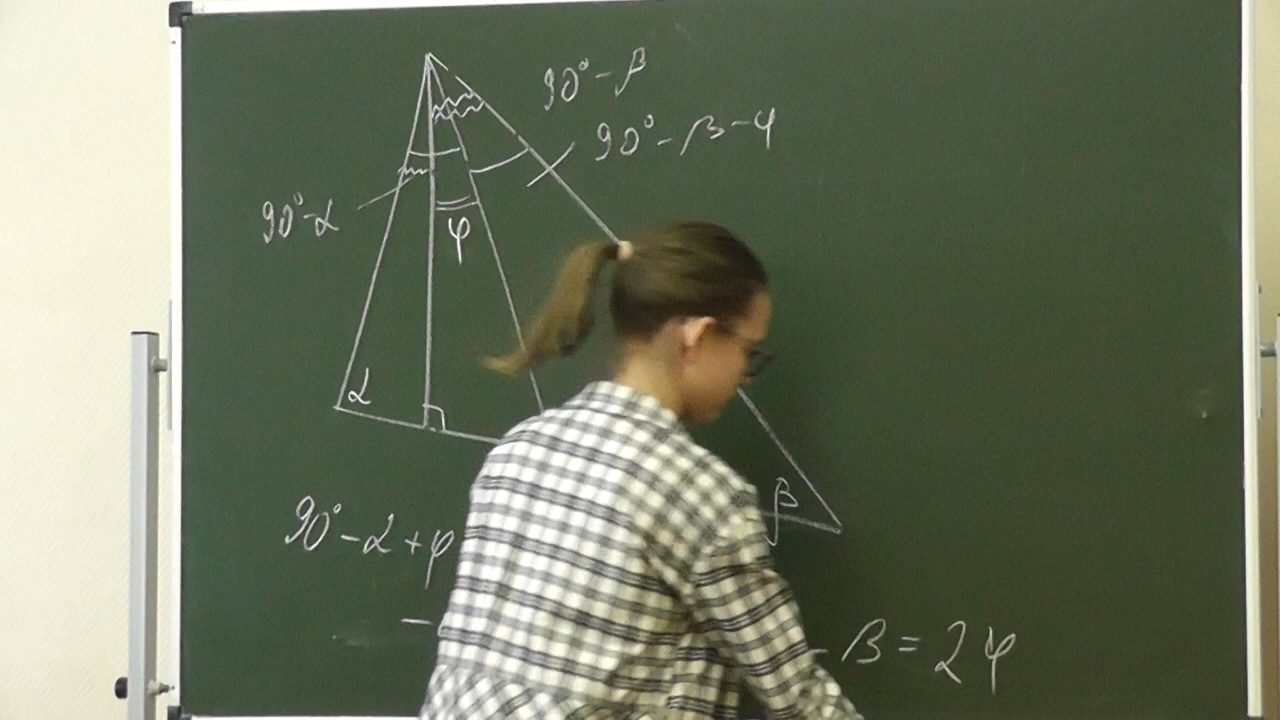 90° - β
90° - β - φ
90° - α
φ
α
β
90° - α + φ
-
- β = 2φ